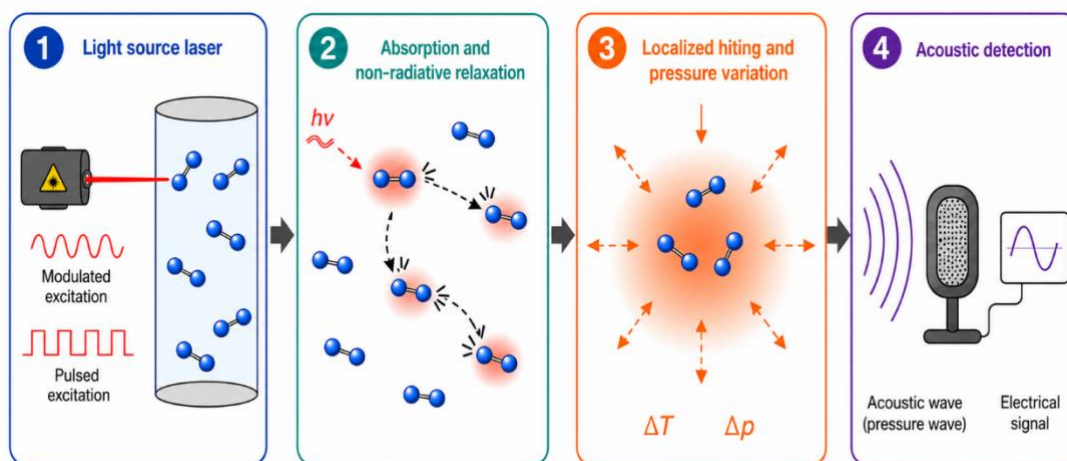 1
Light source laser
Modulated
excitation
Pulsed
excitation
2
Absorption and
non-radiative relaxation
hν
3
Localized hiting and
pressure variation
ΔT
Δp
4
Acoustic detection
Acoustic wave
(pressure wave)
Electrical
signal